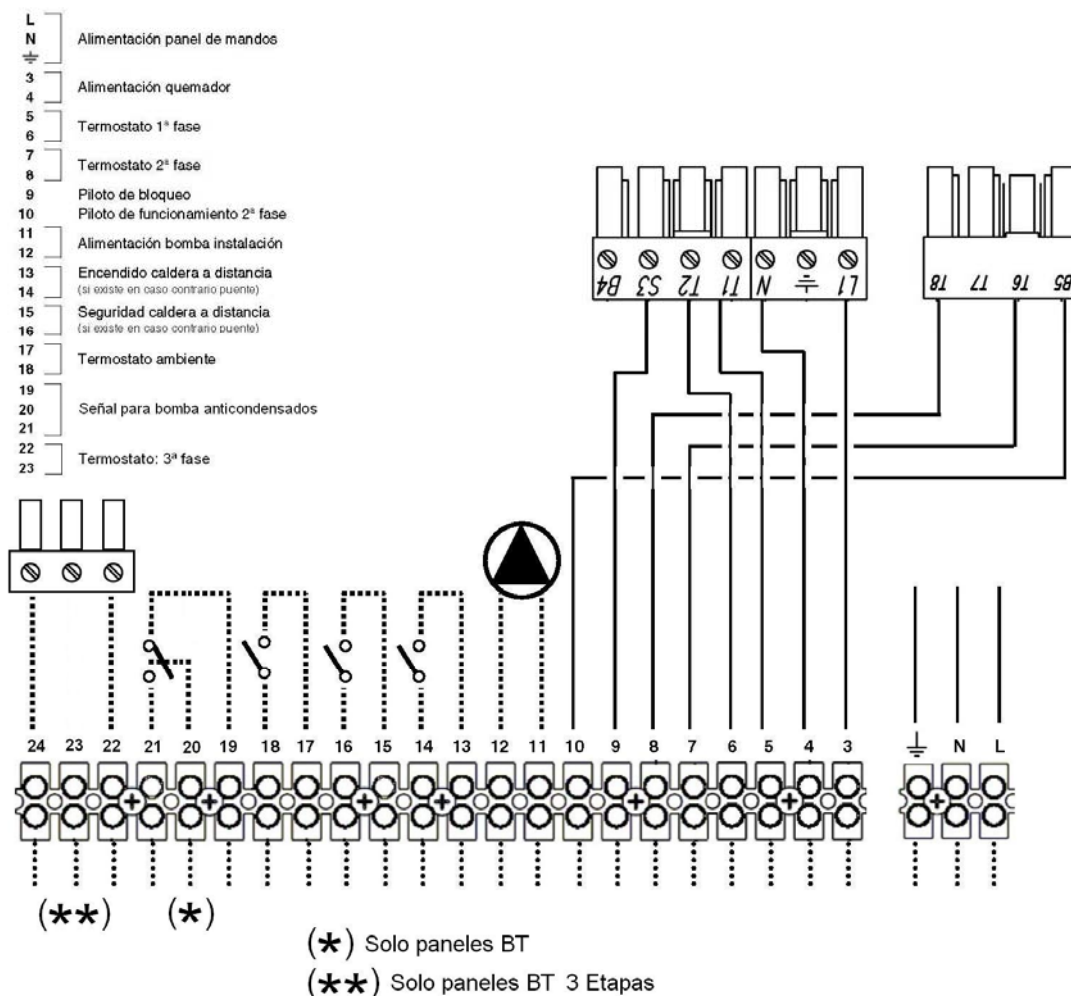 L
N Alimentación panel de mandos
3
4 Alimentación quemador
5
6 Termostato 1ª fase
7
8 Termostato 2ª fase
9 Piloto de bloqueo
10 Piloto de funcionamiento 2ª fase
11
12 Alimentación bomba instalación
13 Encendido caldera a distancia
14 (si existe en caso contrario puente)
15 Seguridad caldera a distancia
16 (si existe en caso contrario puente)
17
18 Termostato ambiente
19
20 Señal para bomba anticondensados
21
22
23 Termostato: 3ª fase
B4 S3 T2 T1 N L1
T8 T7 T6 B5
24 23 22 21 20 19 18 17 16 15 14 13 12 11 10 9 8 7 6 5 4 3 N L
(**) (*)
(*) Solo paneles BT
(**) Solo paneles BT 3 Etapas